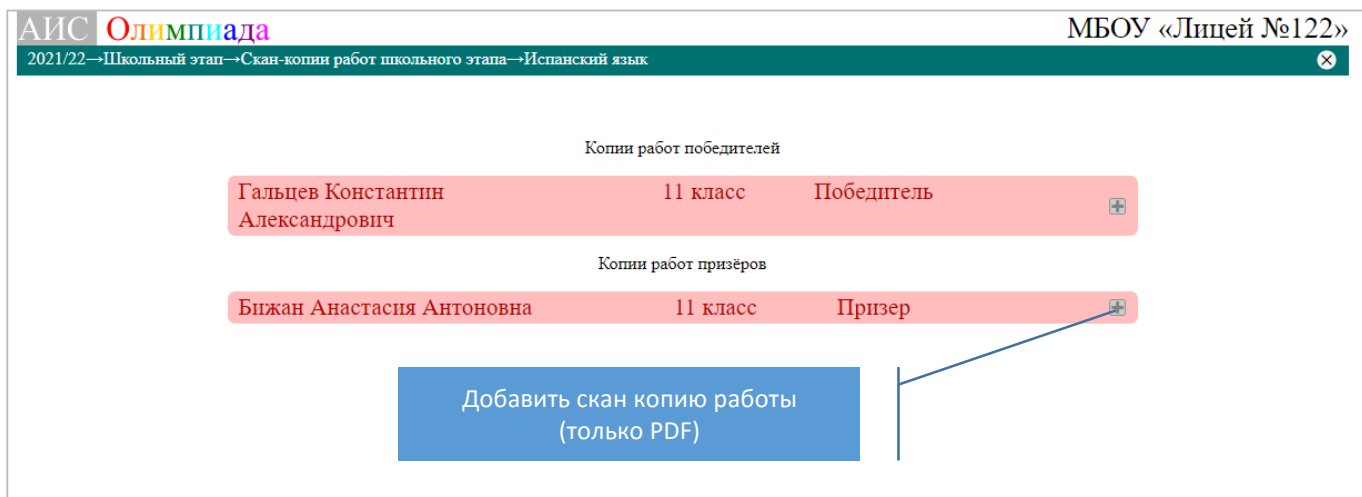 АИС Олимпиада
МБОУ «Лицей №122»
2021/22→Школьный этап→Скан-копии работ школьного этапа→Испанский язык
Копии работ победителей
Гальцев Константин 11 класс Победитель
Александрович
Копии работ призёров
Бижан Анастасия Антоновна 11 класс Призер
Добавить скан копию работы
(только PDF)